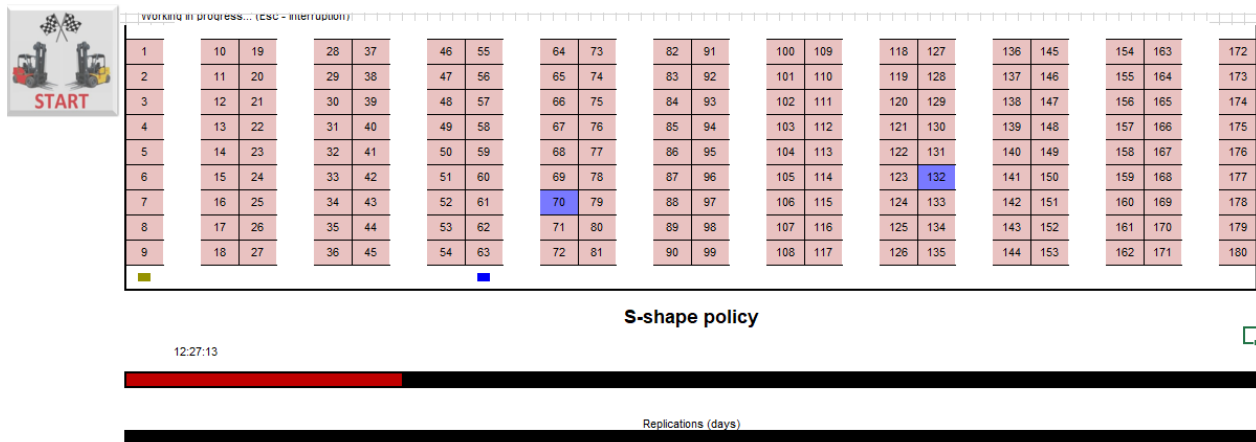 Working in progress... (Esc - interruption)
START
1 10 19 28 37 46 55 64 73 82 91 100 109 118 127 136 145 154 163 172
2 11 20 29 38 47 56 65 74 83 92 101 110 119 128 137 146 155 164 173
3 12 21 30 39 48 57 66 75 84 93 102 111 120 129 138 147 156 165 174
4 13 22 31 40 49 58 67 76 85 94 103 112 121 130 139 148 157 166 175
5 14 23 32 41 50 59 68 77 86 95 104 113 122 131 140 149 158 167 176
6 15 24 33 42 51 60 69 78 87 96 105 114 123 132 141 150 159 168 177
7 16 25 34 43 52 61 70 79 88 97 106 115 124 133 142 151 160 169 178
8 17 26 35 44 53 62 71 80 89 98 107 116 125 134 143 152 161 170 179
9 18 27 36 45 54 63 72 81 90 99 108 117 126 135 144 153 162 171 180
S-shape policy
12:27:13
Replications (days)